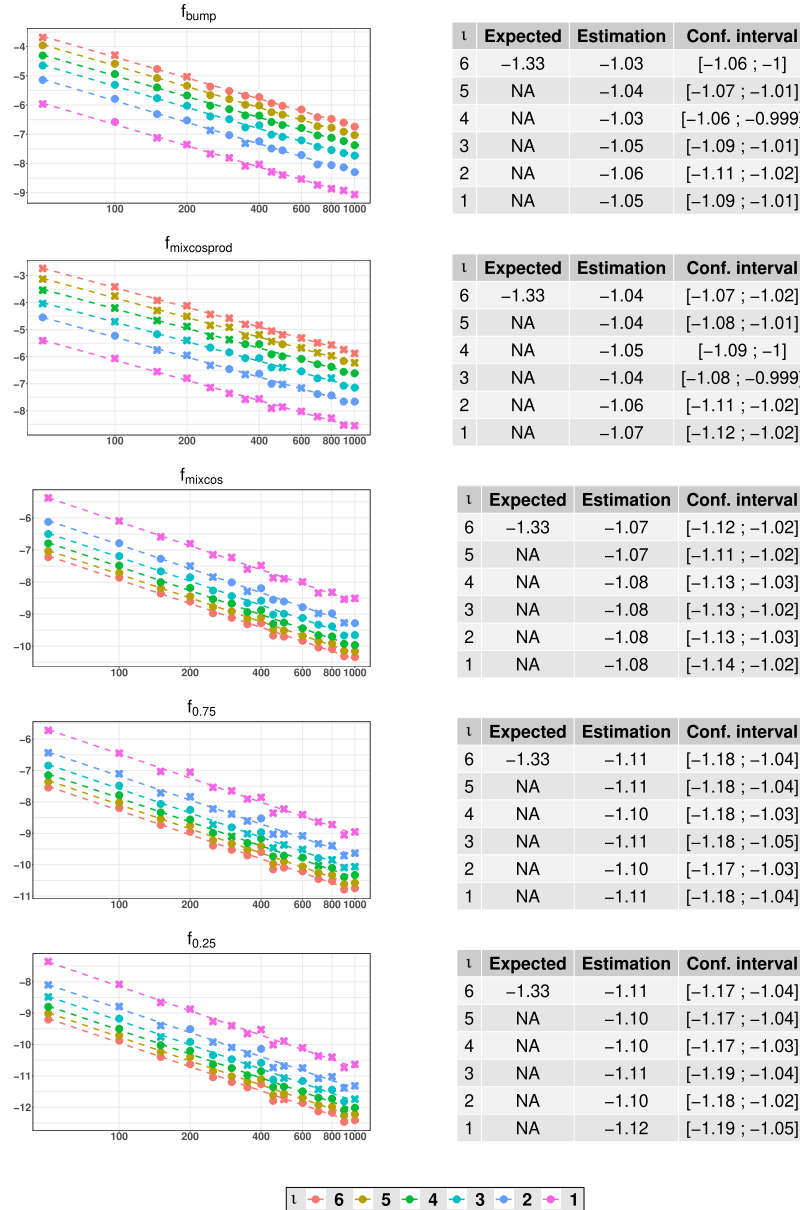 f_bump
−4
−5
−6
−7
−8
−9
100 200 400 600 800 1000
ι Expected Estimation Conf. interval
6 −1.33 −1.03 [−1.06 ; −1]
5 NA −1.04 [−1.07 ; −1.01]
4 NA −1.03 [−1.06 ; −0.999]
3 NA −1.05 [−1.09 ; −1.01]
2 NA −1.06 [−1.11 ; −1.02]
1 NA −1.05 [−1.09 ; −1.01]
f_mixcosprod
−3
−4
−5
−6
−7
−8
100 200 400 600 800 1000
ι Expected Estimation Conf. interval
6 −1.33 −1.04 [−1.07 ; −1.02]
5 NA −1.04 [−1.08 ; −1.01]
4 NA −1.05 [−1.09 ; −1]
3 NA −1.04 [−1.08 ; −0.999]
2 NA −1.06 [−1.11 ; −1.02]
1 NA −1.07 [−1.12 ; −1.02]
f_mixcos
−6
−7
−8
−9
−10
100 200 400 600 800 1000
ι Expected Estimation Conf. interval
6 −1.33 −1.07 [−1.12 ; −1.02]
5 NA −1.07 [−1.11 ; −1.02]
4 NA −1.08 [−1.13 ; −1.03]
3 NA −1.08 [−1.13 ; −1.02]
2 NA −1.08 [−1.13 ; −1.03]
1 NA −1.08 [−1.14 ; −1.02]
f_0.75
−6
−7
−8
−9
−10
−11
100 200 400 600 800 1000
ι Expected Estimation Conf. interval
6 −1.33 −1.11 [−1.18 ; −1.04]
5 NA −1.11 [−1.18 ; −1.04]
4 NA −1.10 [−1.18 ; −1.03]
3 NA −1.11 [−1.18 ; −1.05]
2 NA −1.10 [−1.17 ; −1.03]
1 NA −1.11 [−1.18 ; −1.04]
f_0.25
−8
−9
−10
−11
−12
100 200 400 600 800 1000
ι Expected Estimation Conf. interval
6 −1.33 −1.11 [−1.17 ; −1.04]
5 NA −1.10 [−1.17 ; −1.04]
4 NA −1.10 [−1.17 ; −1.03]
3 NA −1.11 [−1.19 ; −1.04]
2 NA −1.10 [−1.18 ; −1.02]
1 NA −1.12 [−1.19 ; −1.05]
ι 6 5 4 3 2 1